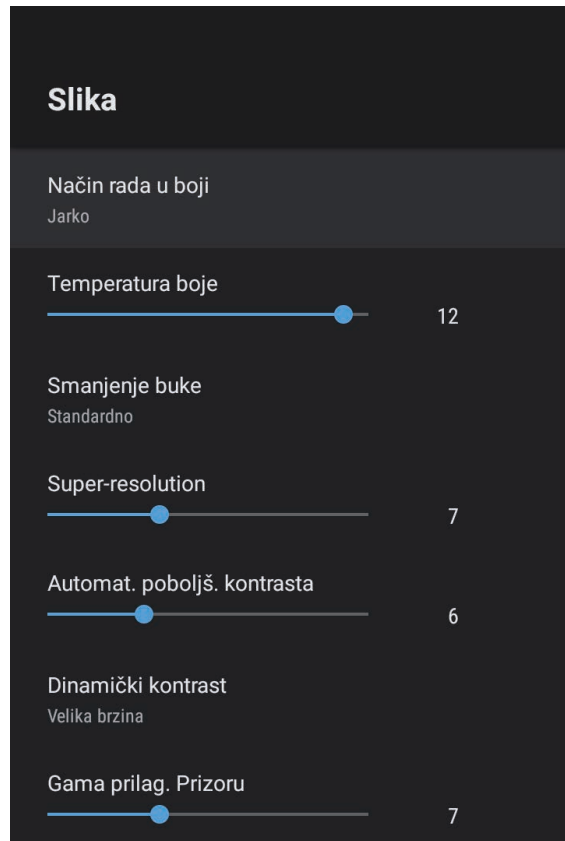 Slika
Način rada u boji
Jarko
Temperatura boje
12
Smanjenje buke
Standardno
Super-resolution
7
Automat. poboljš. kontrasta
6
Dinamički kontrast
Velika brzina
Gama prilag. Prizoru
7